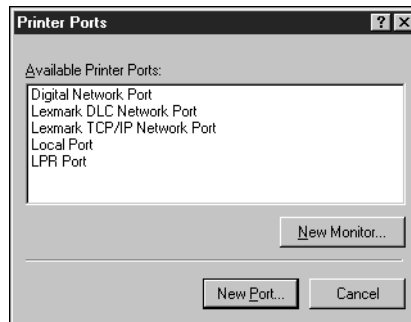 Printer Ports
? X
Available Printer Ports:
Digital Network Port
Lexmark DLC Network Port
Lexmark TCP/IP Network Port
Local Port
LPR Port
New Monitor...
New Port... Cancel